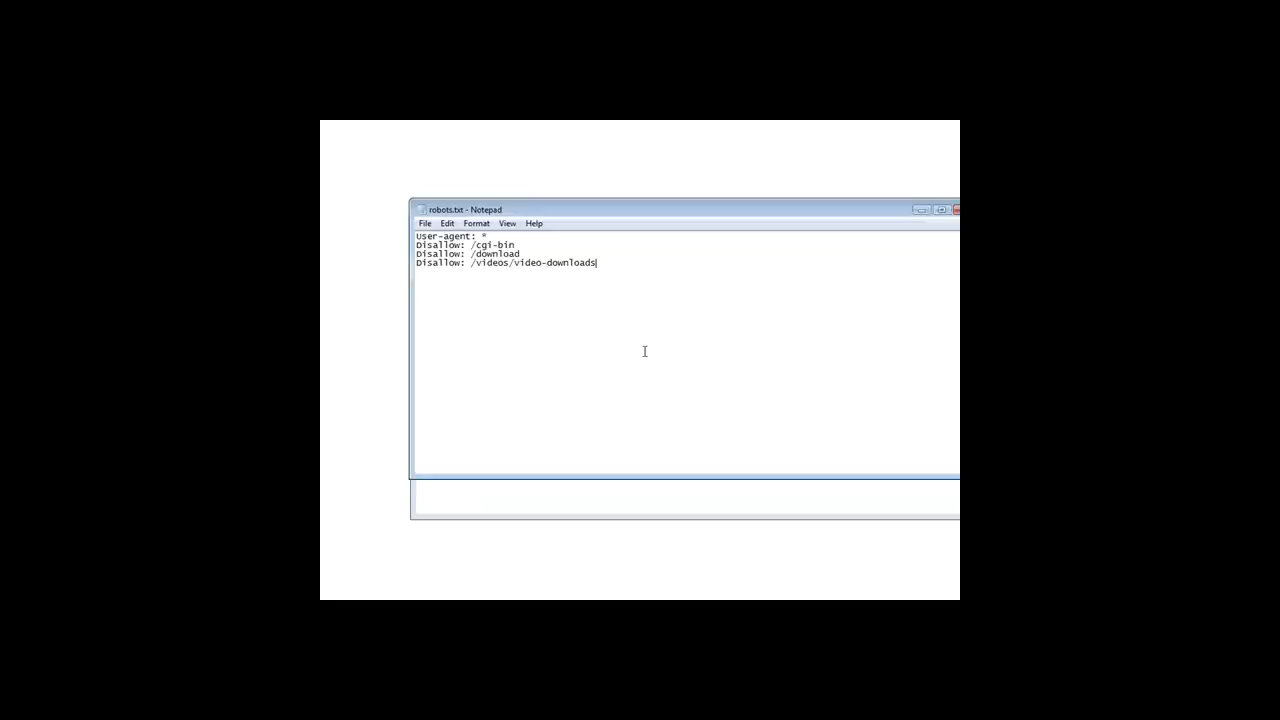 robots.txt - Notepad
File Edit Format View Help
User-agent: *
Disallow: /cgi-bin
Disallow: /download
Disallow: /videos/video-downloads